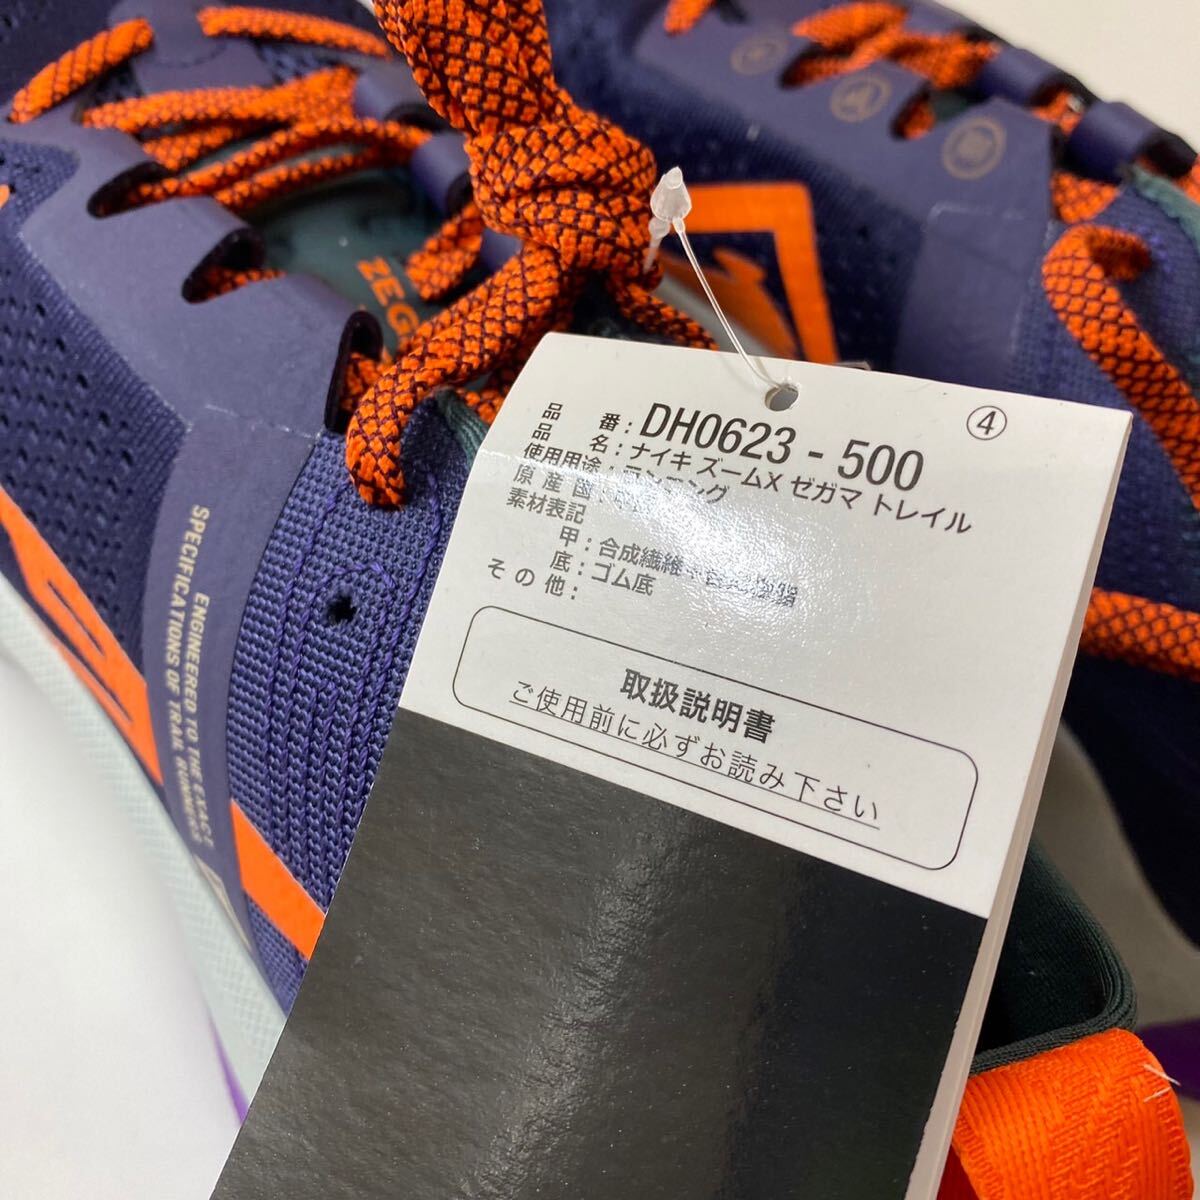 ④
品番：DH0623-500
品名：ナイキ ズームX ゼガマ トレイル
使用用途：ランニング
原産国：
素材表記
甲：合成繊維
底：ゴム底
その他：
取扱説明書
ご使用前に必ずお読み下さい
ZEG
ENGINEERED TO THE EXACT
SPECIFICATIONS OF TRAIL RUNNERS